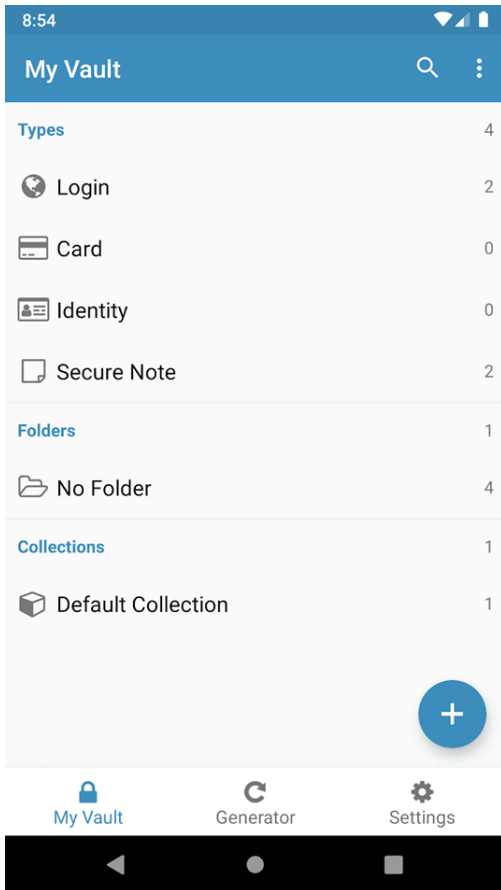 8:54
My Vault
Types 4
Login 2
Card 0
Identity 0
Secure Note 2
Folders 1
No Folder 4
Collections 1
Default Collection 1
My Vault Generator Settings